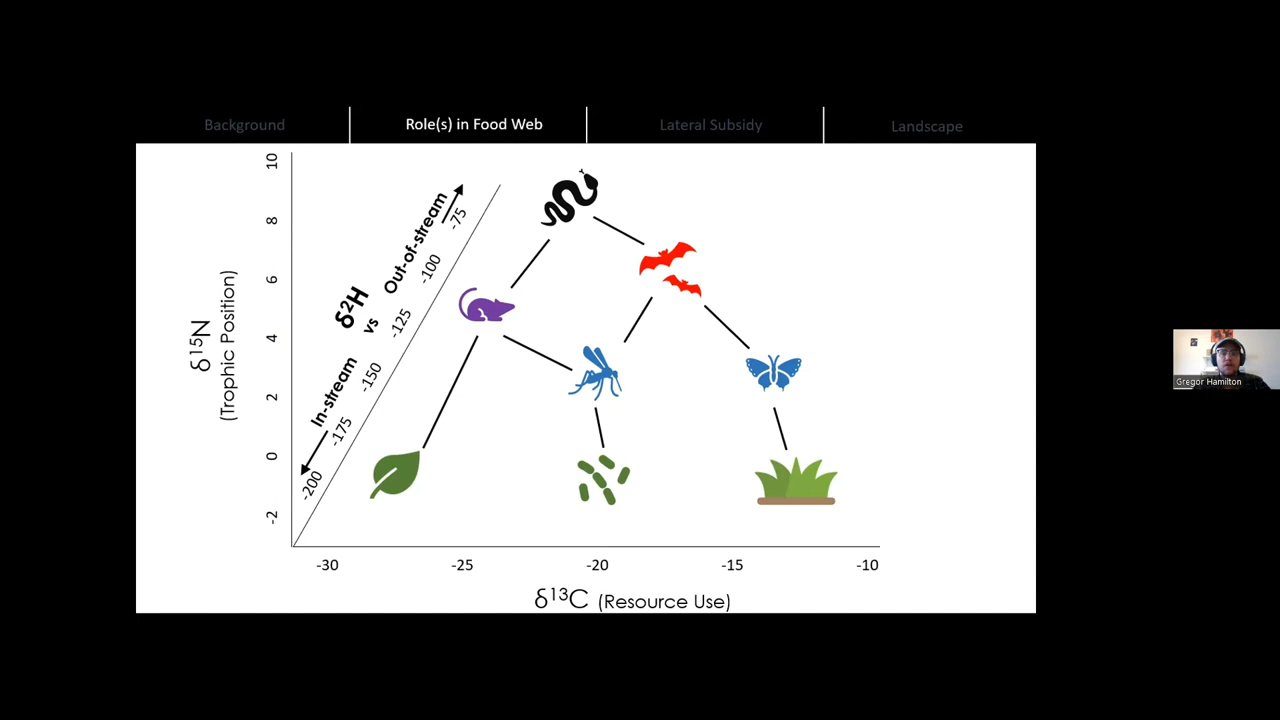 Background
Role(s) in Food Web
Lateral Subsidy
Landscape
10
8
6
4
2
0
-2
δ¹⁵N
(Trophic Position)
δ²H
In-stream
vs
Out-of-stream
-75
-100
-125
-150
-175
-200
-30
-25
-20
-15
-10
δ¹³C (Resource Use)
Gregor Hamilton